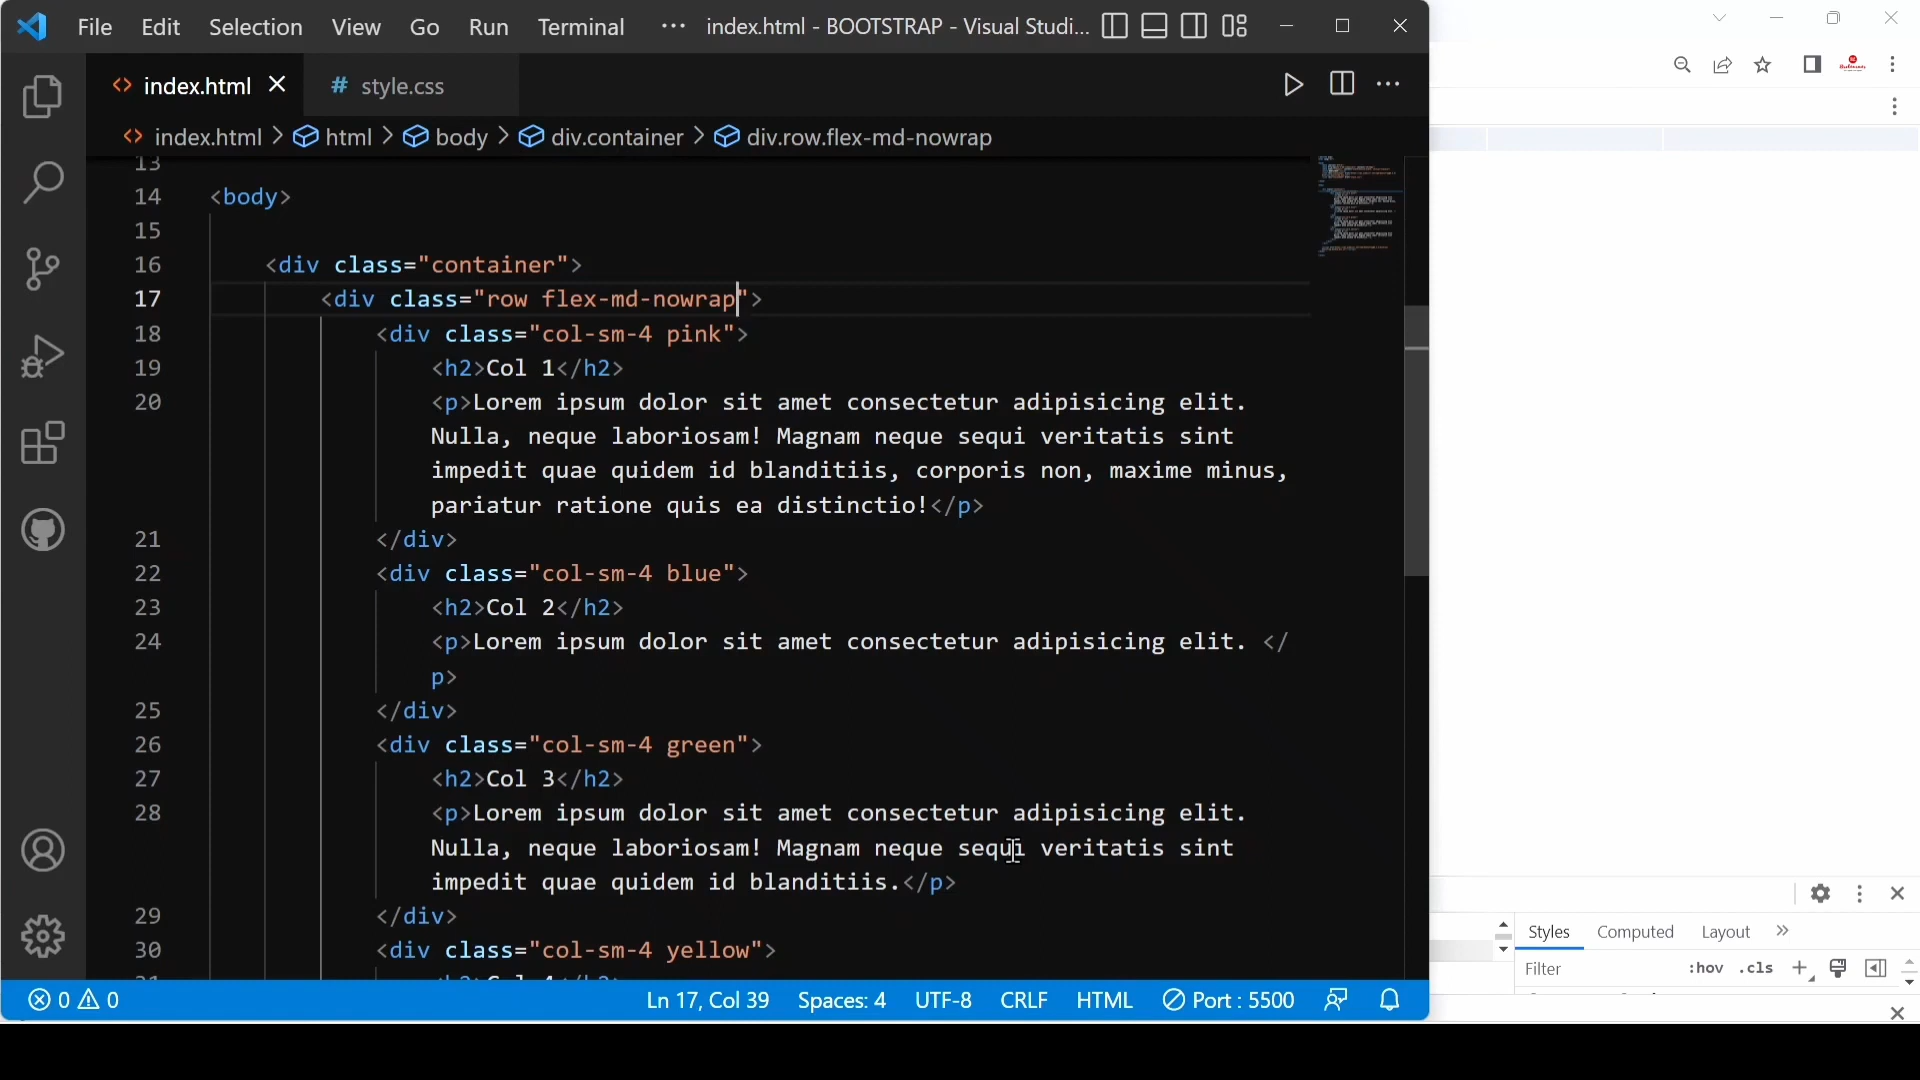 File Edit Selection View Go Run Terminal ··· index.html - BOOTSTRAP - Visual Studi...
<> index.html # style.css
<> index.html > html > body > div.container > div.row.flex-md-nowrap
13
14 <body>
15
16 <div class="container">
17 <div class="row flex-md-nowrap">
18 <div class="col-sm-4 pink">
19 <h2>Col 1</h2>
20 <p>Lorem ipsum dolor sit amet consectetur adipisicing elit.
Nulla, neque laboriosam! Magnam neque sequi veritatis sint
impedit quae quidem id blanditiis, corporis non, maxime minus,
pariatur ratione quis ea distinctio!</p>
21 </div>
22 <div class="col-sm-4 blue">
23 <h2>Col 2</h2>
24 <p>Lorem ipsum dolor sit amet consectetur adipisicing elit. </
p>
25 </div>
26 <div class="col-sm-4 green">
27 <h2>Col 3</h2>
28 <p>Lorem ipsum dolor sit amet consectetur adipisicing elit.
Nulla, neque laboriosam! Magnam neque sequi veritatis sint
impedit quae quidem id blanditiis.</p>
29 </div>
30 <div class="col-sm-4 yellow">
Styles Computed Layout »
Filter :hov .cls +
0 0 Ln 17, Col 39 Spaces: 4 UTF-8 CRLF HTML Port : 5500